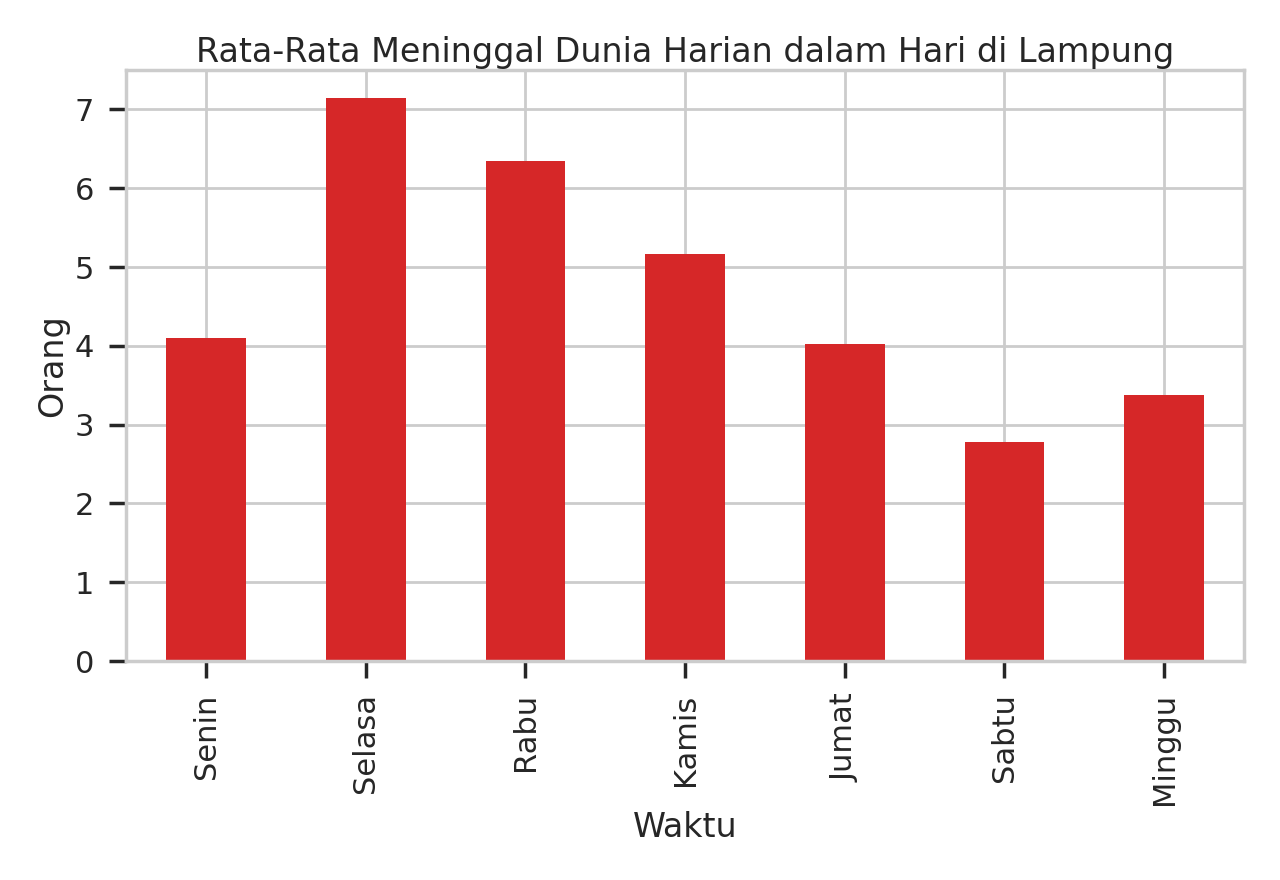 Rata-Rata Meninggal Dunia Harian dalam Hari di Lampung
7
6
5
4
3
2
1
0
Orang
Senin
Selasa
Rabu
Kamis
Jumat
Sabtu
Minggu
Waktu